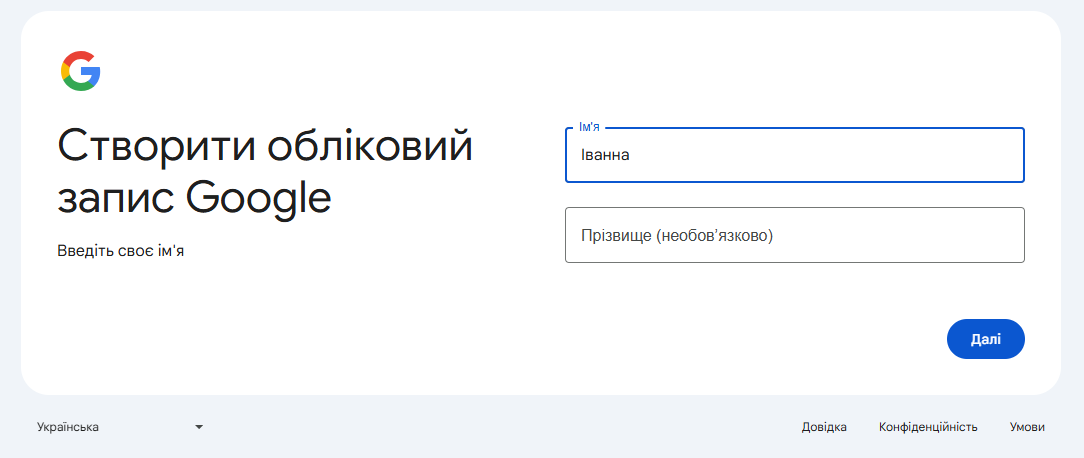 Створити обліковий
запис Google
Введіть своє ім'я
Ім'я
Іванна
Прізвище (необов’язково)
Далі
Українська
Довідка
Конфіденційність
Умови